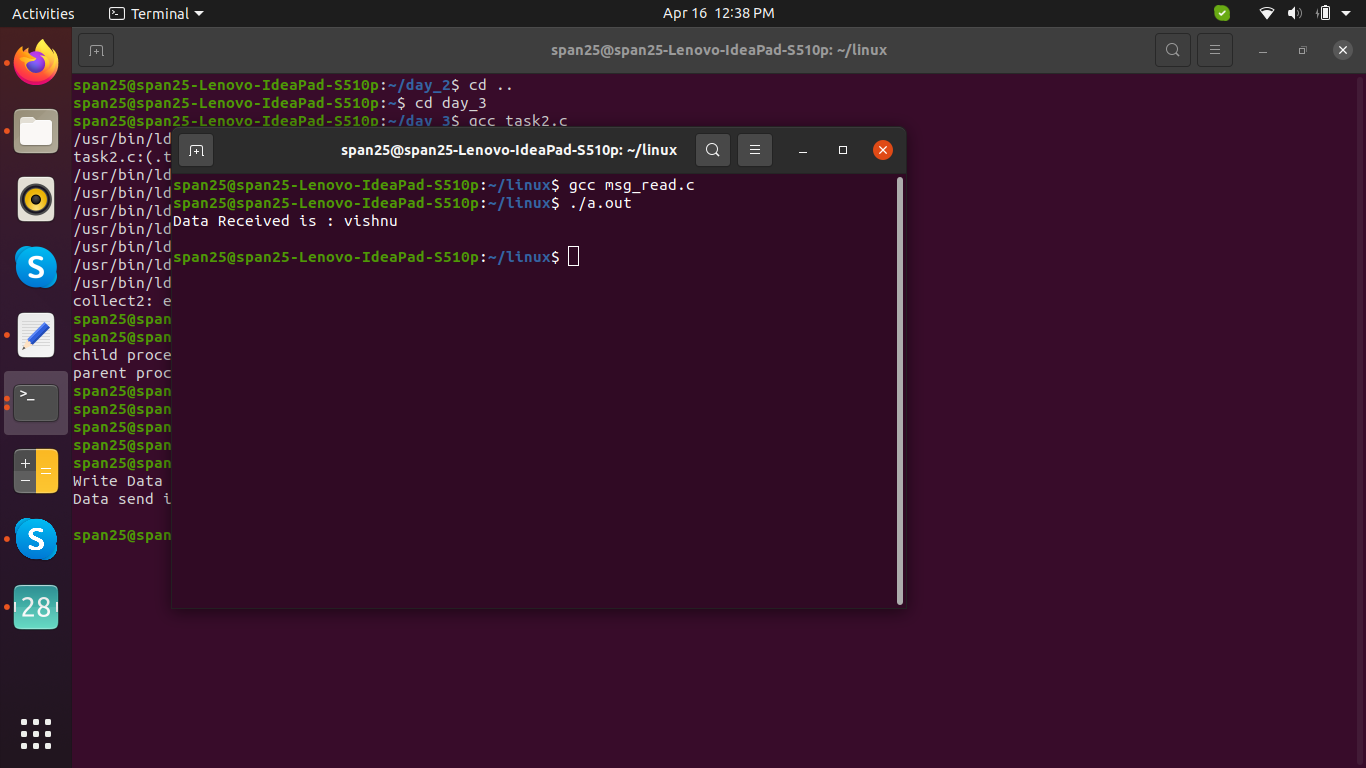 Activities
Terminal
Apr 16 12:38 PM
span25@span25-Lenovo-IdeaPad-S510p: ~/linux
span25@span25-Lenovo-IdeaPad-S510p:~/day_2$ cd ..
span25@span25-Lenovo-IdeaPad-S510p:~$ cd day_3
span25@span25-Lenovo-IdeaPad-S510p:~/day_3$ gcc task2.c
/usr/bin/ld
task2.c:(.t
/usr/bin/ld
/usr/bin/ld
/usr/bin/ld
/usr/bin/ld
/usr/bin/ld
/usr/bin/ld
/usr/bin/ld
collect2: e
span25@span
span25@span
child proce
parent proc
span25@span
span25@span
span25@span
span25@span
span25@span
Write Data
Data send i
span25@span
span25@span25-Lenovo-IdeaPad-S510p: ~/linux
span25@span25-Lenovo-IdeaPad-S510p:~/linux$ gcc msg_read.c
span25@span25-Lenovo-IdeaPad-S510p:~/linux$ ./a.out
Data Received is : vishnu
span25@span25-Lenovo-IdeaPad-S510p:~/linux$
S
>_
S
28